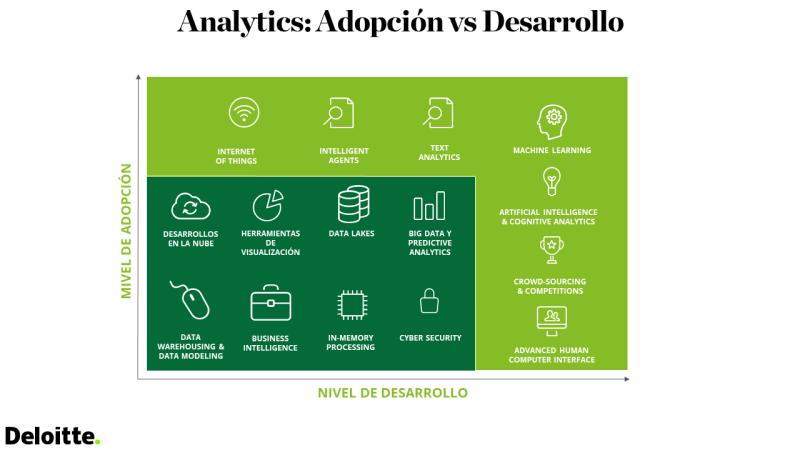 Analytics: Adopción vs Desarrollo
MIVEL DE ADOPCIÓN
INTERNET
OF THINGS
INTELLIGENT
AGENTS
TEXT
ANALYTICS
MACHINE LEARNING
ARTIFICIAL INTELLIGENCE
& COGNITIVE ANALYTICS
CROWD-SOURCING
& COMPETITIONS
ADVANCED HUMAN
COMPUTER INTERFACE
DESARROLLOS
EN LA NUBE
HERRAMIENTAS
DE
VISUALIZACIÓN
DATA LAKES
BIG DATA Y
PREDICTIVE
ANALYTICS
DATA
WAREHOUSING &
DATA MODELING
BUSINESS
INTELLIGENCE
IN-MEMORY
PROCESSING
CYBER SECURITY
NIVEL DE DESARROLLO
Deloitte.